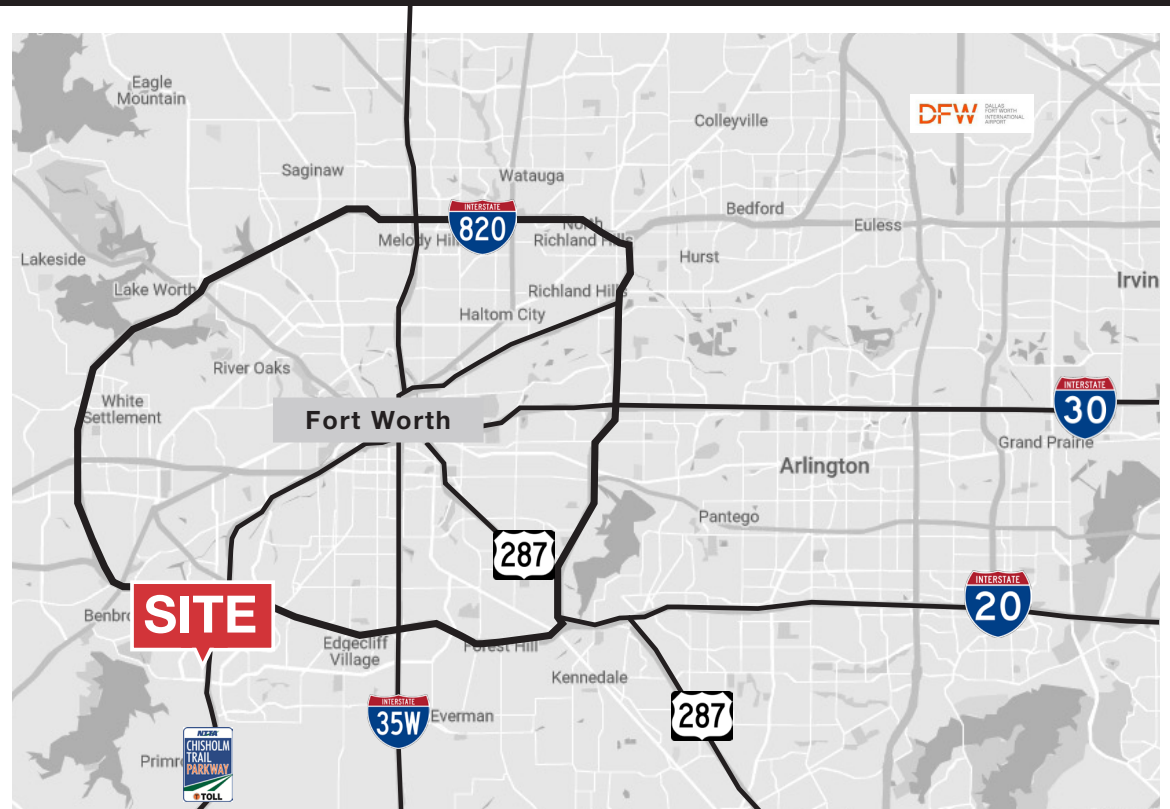 Eagle
Mountain
Colleyville
DFW
DALLAS
FORT WORTH
INTERNATIONAL
AIRPORT
Saginaw
Watauga
Bedford
INTERSTATE
820
North
Richland Hills
Euless
Melody Hil
Hurst
Lakeside
Irvin
Lake Worth
Richland Hills
Haltom City
River Oaks
INTERSTATE
30
White
Settlement
Fort Worth
Grand Prairie
Arlington
Pantego
287
INTERSTATE
20
SITE
Benbr
Edgecliff
Village
Forest Hill
Kennedale
INTERSTATE
35W
Everman
287
NTTA
CHISHOLM
TRAIL
PARKWAY
TOLL
Primr